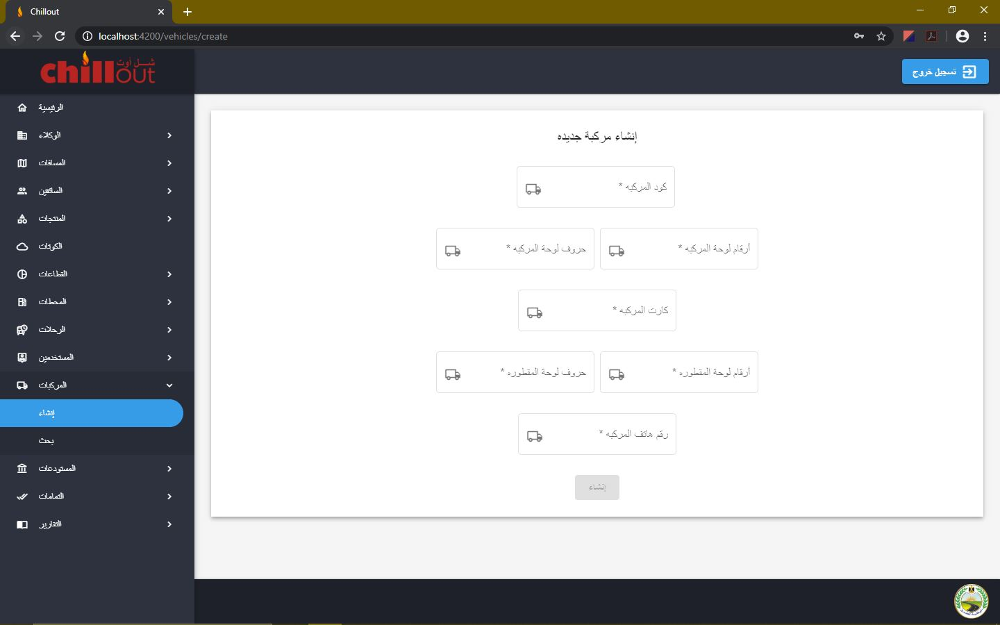 Chillout
localhost:4200/vehicles/create
شل أوت
chillout
تسجيل خروج
الرئيسية
الوكلاء
المسافات
السائقين
المنتجات
الكوتات
القطاعات
المحطات
الرحلات
المستخدمين
المركبات
إنشاء
بحث
المستودعات
التمامات
التقارير
إنشاء مركبة جديده
كود المركبه *
أرقام لوحة المركبه *
حروف لوحة المركبه *
كارت المركبه *
أرقام لوحة المقطوره *
حروف لوحة المقطوره *
رقم هاتف المركبه *
إنشاء